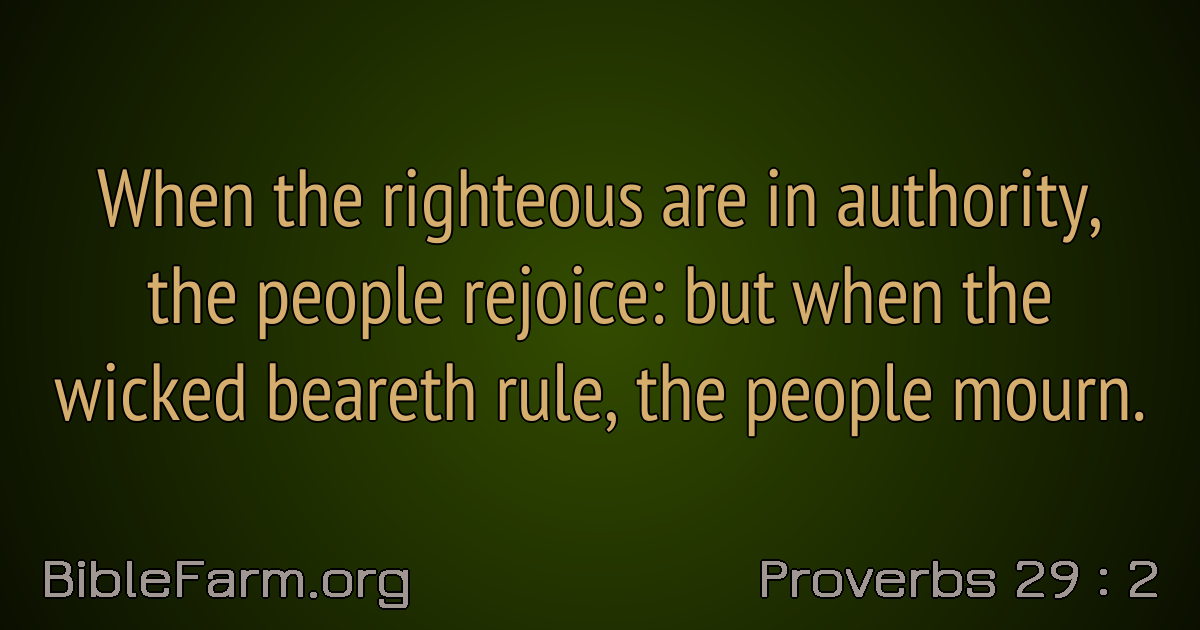 When the righteous are in authority,
the people rejoice: but when the
wicked beareth rule, the people mourn.
BibleFarm.org
Proverbs 29 : 2